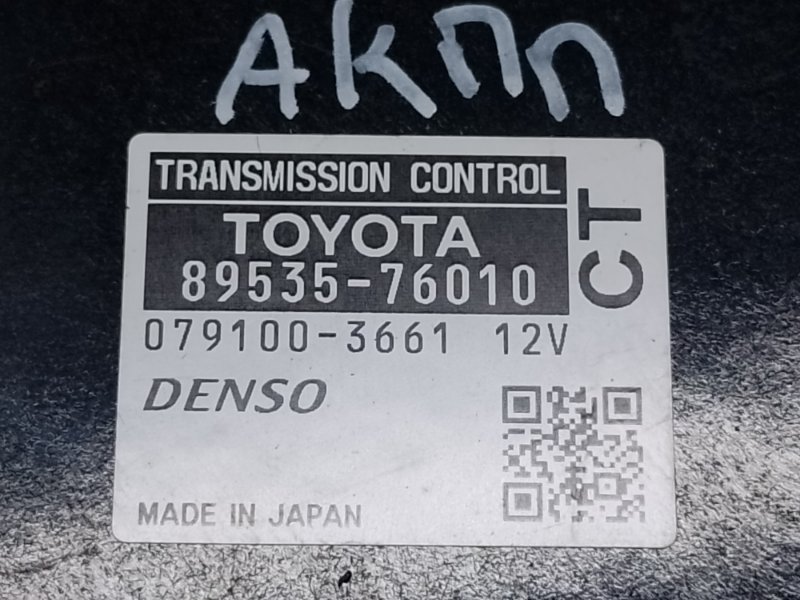 АКПП
TRANSMISSION CONTROL
TOYOTA
89535-76010
CT
079100-3661 12V
DENSO
MADE IN JAPAN